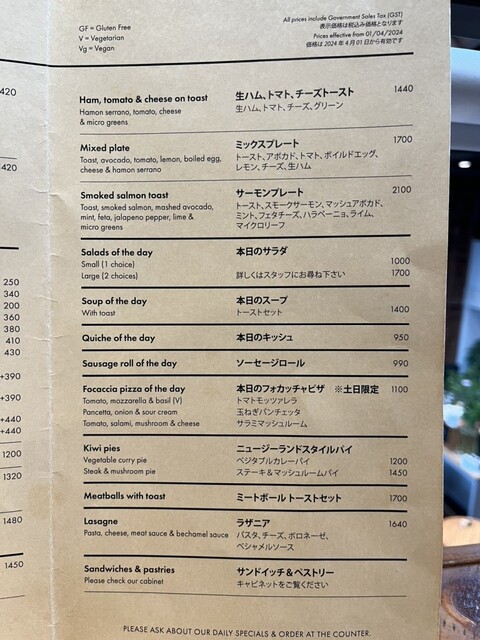 GF = Gluten Free
V = Vegetarian
Vg = Vegan
All prices include Government Sales Tax (GST)
表示価格は税込み価格となります
Prices effective from 01/04/2024
価格は 2024 年 4 月 01 日から有効です
420
Ham, tomato & cheese on toast 生ハム、トマト、チーズトースト 1440
Hamon serrano, tomato, cheese 生ハム、トマト、チーズ、グリーン
& micro greens
Mixed plate ミックスプレート 1700
Toast, avocado, tomato, lemon, boiled egg, トースト、アボカド、トマト、ボイルドエッグ、
cheese & hamon serrano レモン、チーズ、生ハム
1420
Smoked salmon toast サーモンプレート 2100
Toast, smoked salmon, mashed avocado, トースト、スモークサーモン、マッシュアボカド、
mint, feta, jalapeno pepper, lime & ミント、フェタチーズ、ハラペーニョ、ライム、
micro greens マイクロリーフ
Salads of the day 本日のサラダ
Small (1 choice) 1000
Large (2 choices) 詳しくはスタッフにお尋ね下さい 1700
250
340
200
360
380
410
430
Soup of the day 本日のスープ
With toast トーストセット 1400
Quiche of the day 本日のキッシュ 950
Sausage roll of the day ソーセージロール 990
+390
+390
+440
+440
Focaccia pizza of the day 本日のフォカッチャピザ ※土日限定 1100
Tomato, mozzarella & basil (V) トマトモッツァレラ
Pancetta, onion & sour cream 玉ねぎパンチェッタ
Tomato, salami, mushroom & cheese サラミマッシュルーム
1200
1320
Kiwi pies ニュージーランドスタイルパイ
Vegetable curry pie ベジタブルカレーパイ 1200
Steak & mushroom pie ステーキ＆マッシュルームパイ 1450
Meatballs with toast ミートボール トーストセット 1700
1480
Lasagne ラザニア 1640
Pasta, cheese, meat sauce & bechamel sauce パスタ、チーズ、ボロネーゼ、
ベシャメルソース
1450
Sandwiches & pastries サンドイッチ＆ペストリー
Please check our cabinet キャビネットをご覧ください
PLEASE ASK ABOUT OUR DAILY SPECIALS & ORDER AT THE COUNTER.